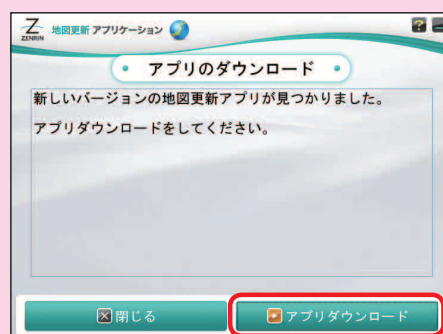 Z
ZENRIN
地図更新 アプリケーション
?
アプリのダウンロード
新しいバージョンの地図更新アプリが見つかりました。
アプリダウンロードをしてください。
閉じる
アプリダウンロード